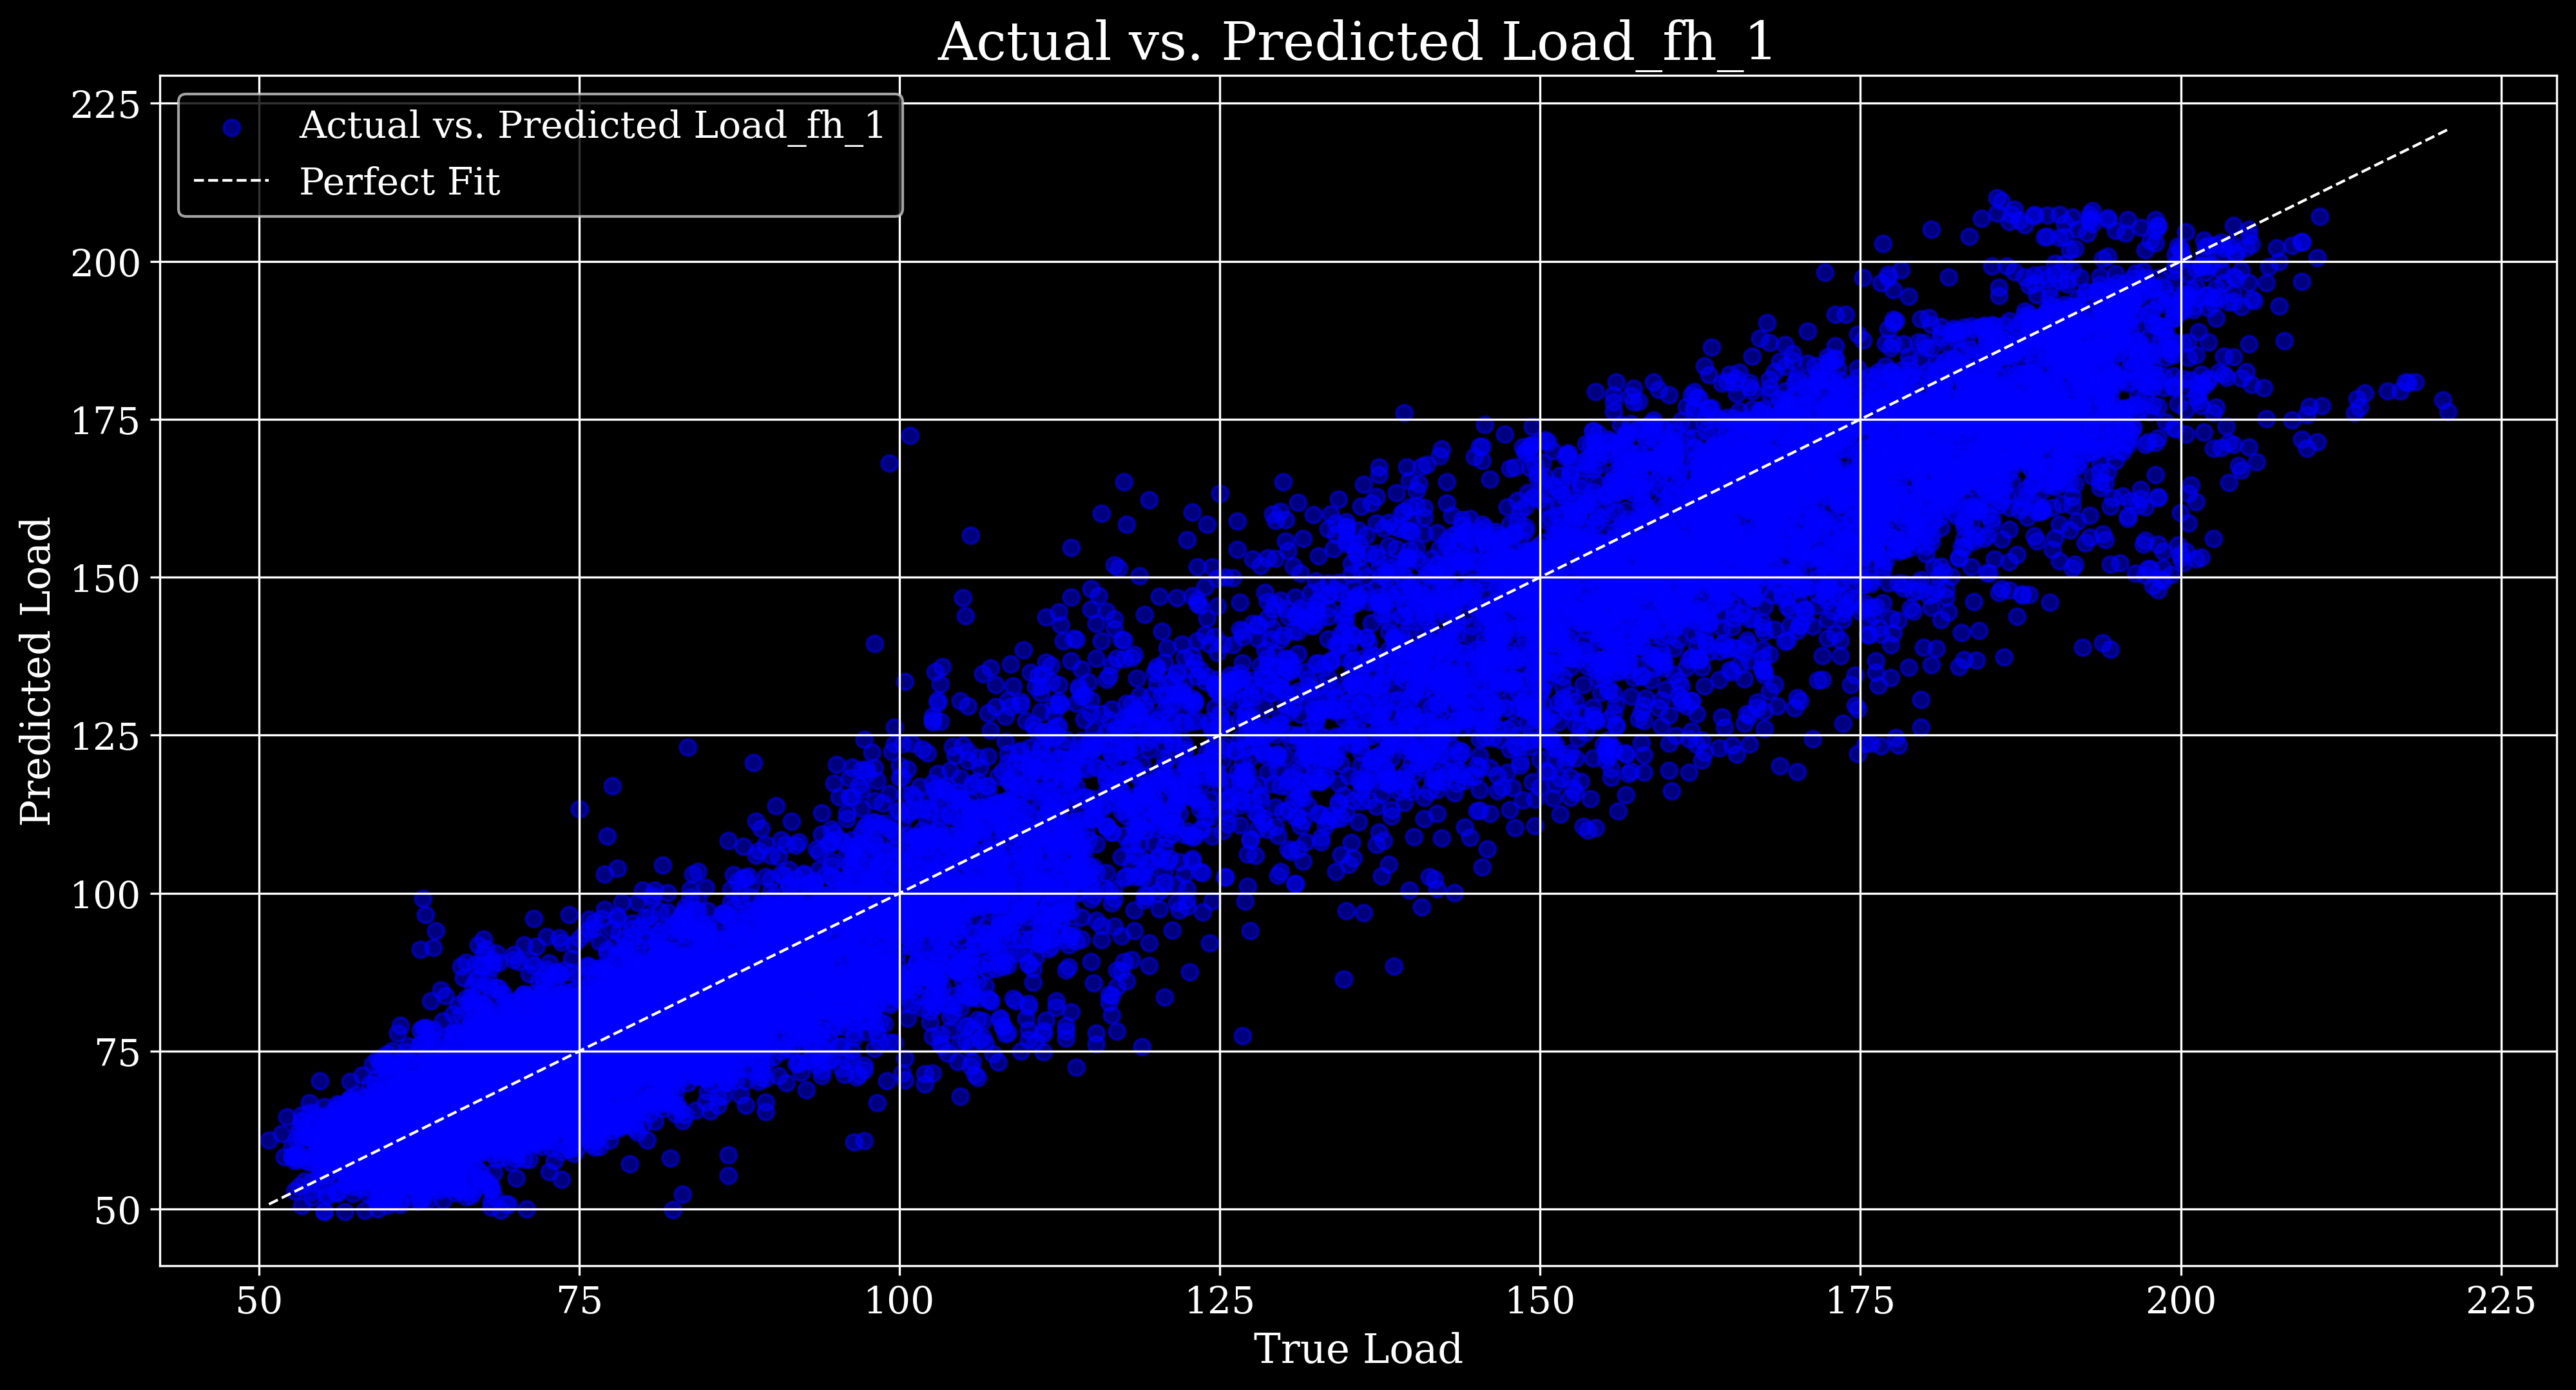 Actual vs. Predicted Load_fh_1
Actual vs. Predicted Load_fh_1
Perfect Fit
225
200
175
150
125
100
75
50
Predicted Load
50 75 100 125 150 175 200 225
True Load